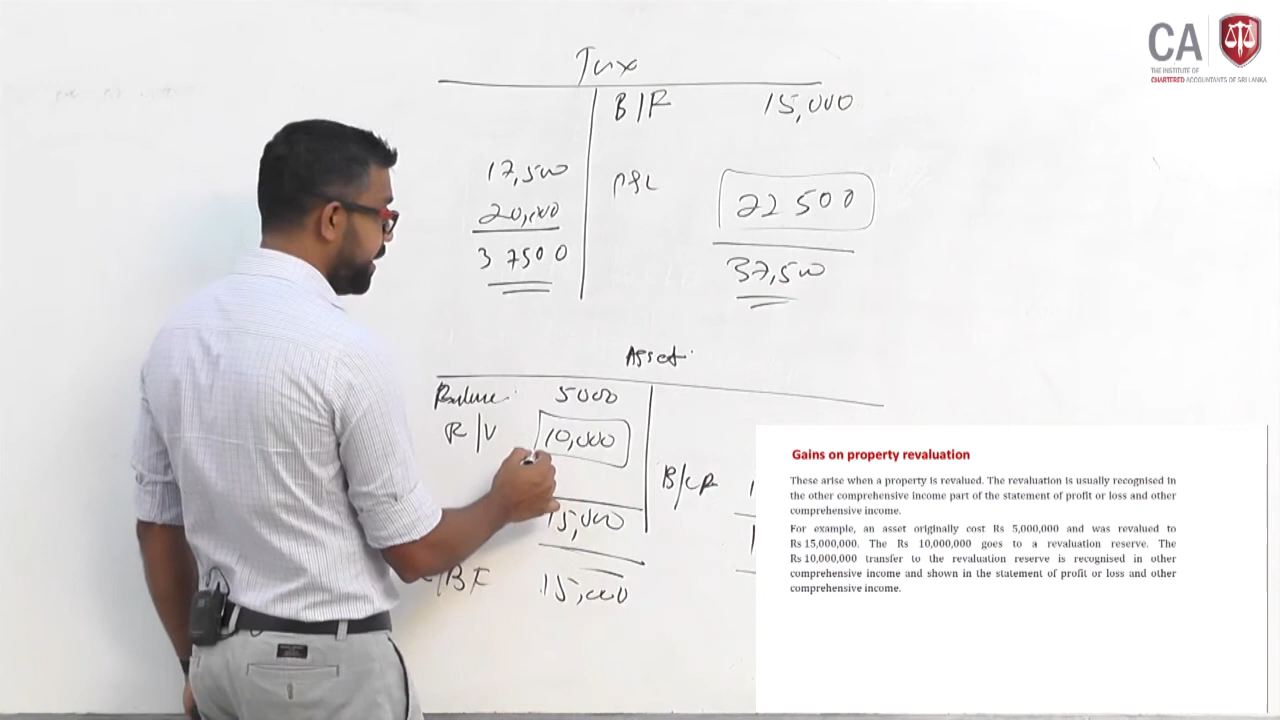 CA
THE INSTITUTE OF
CHARTERED ACCOUNTANTS OF SRI LANKA
Tax
B/F 15,000
17,500
P&L 22 500
20,000
37500
37,500
Asset
Balance 5000
R/V 10,000
B/CF
15,000
/BF 15,000
Gains on property revaluation
These arise when a property is revalued. The revaluation is usually recognised in
the other comprehensive income part of the statement of profit or loss and other
comprehensive income.
For example, an asset originally cost Rs 5,000,000 and was revalued to
Rs 15,000,000. The Rs 10,000,000 goes to a revaluation reserve. The
Rs 10,000,000 transfer to the revaluation reserve is recognised in other
comprehensive income and shown in the statement of profit or loss and other
comprehensive income.